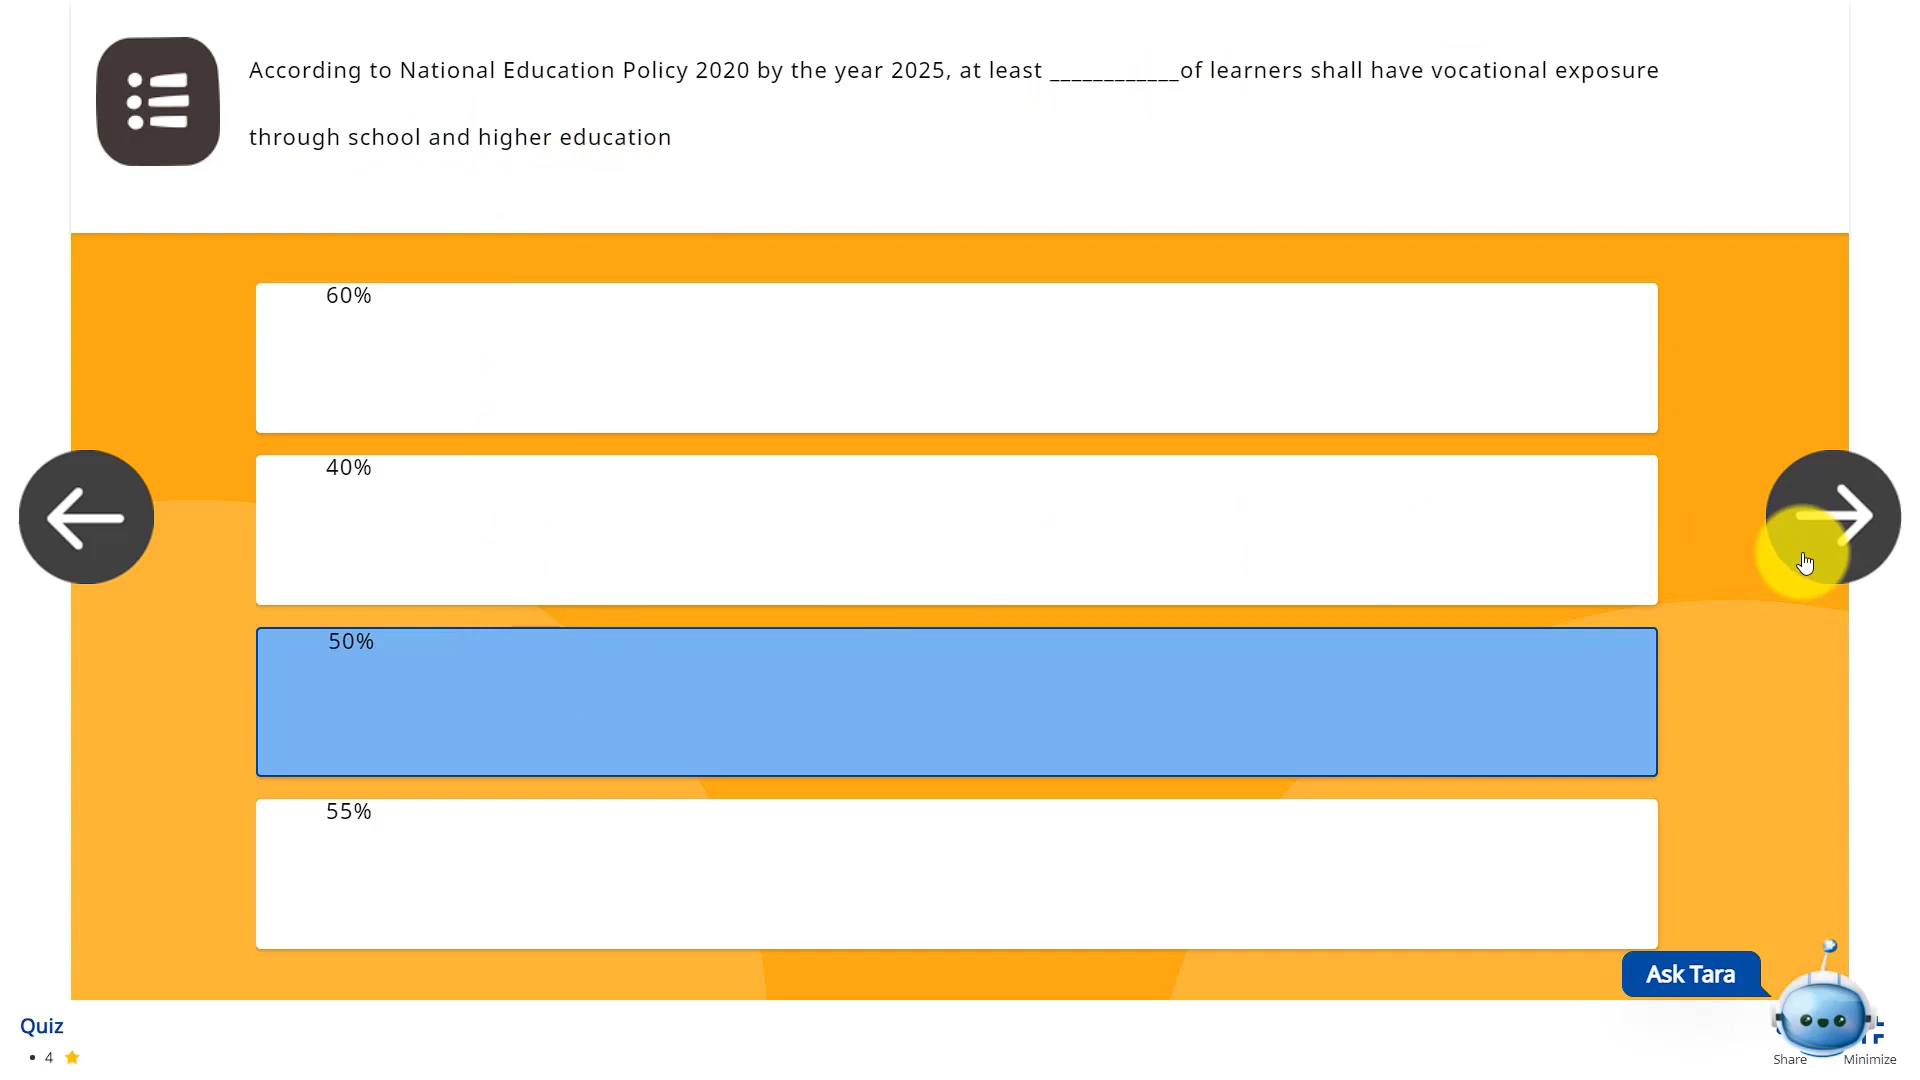 According to National Education Policy 2020 by the year 2025, at least ____________of learners shall have vocational exposure
through school and higher education
60%
40%
50%
55%
Ask Tara
Quiz
• 4
Share
Minimize